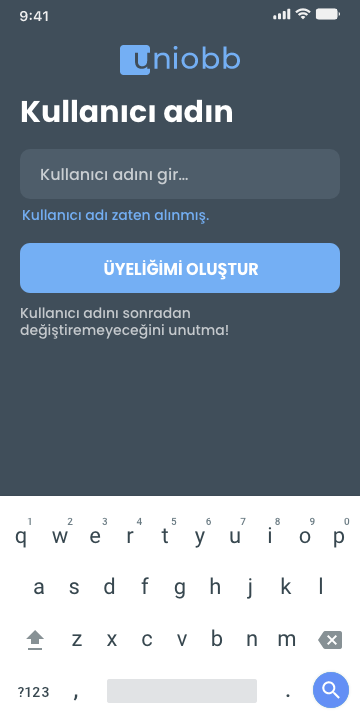 9:41
uniobb
Kullanıcı adın
Kullanıcı adını gir...
Kullanıcı adı zaten alınmış.
ÜYELİĞİMİ OLUŞTUR
Kullanıcı adını sonradan
değiştiremeyeceğini unutma!
1 2 3 4 5 6 7 8 9 0
q w e r t y u i o p
a s d f g h j k l
z x c v b n m
?123 , .